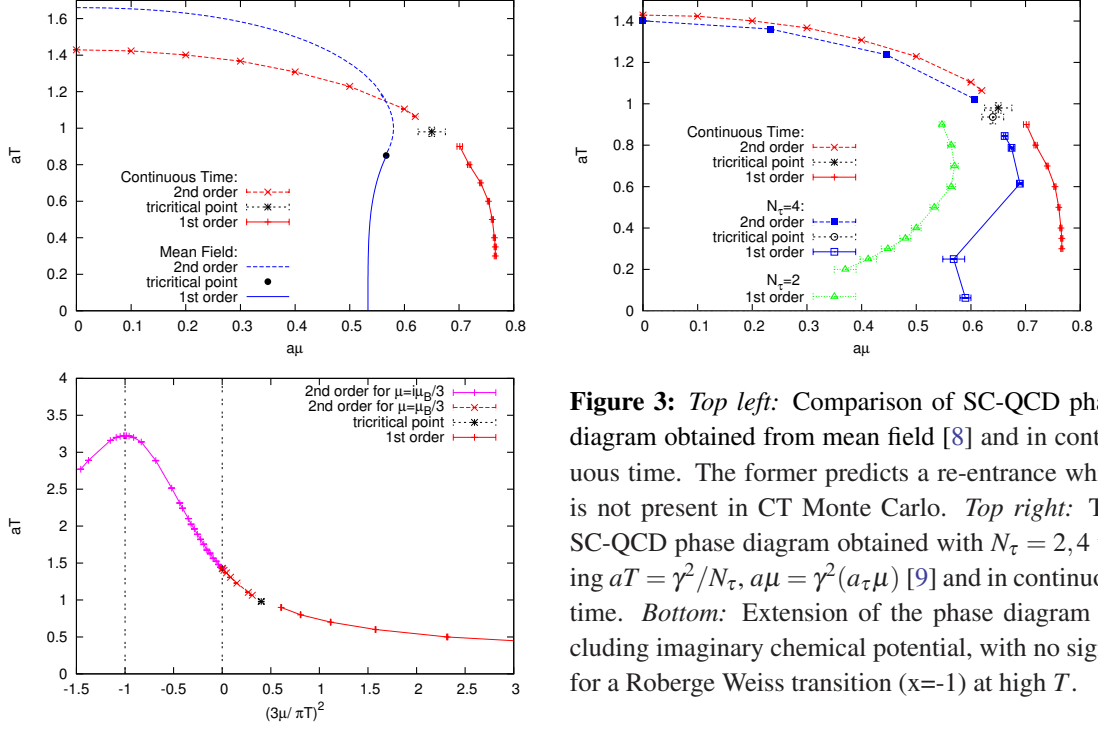 1.6
1.4
1.2
1
0.8
0.6
0.4
0.2
0
aT
Continuous Time:
2nd order
tricritical point
1st order
Mean Field:
2nd order
tricritical point
1st order
0 0.1 0.2 0.3 0.4 0.5 0.6 0.7 0.8
aμ
1.4
1.2
1
0.8
0.6
0.4
0.2
0
aT
Continuous Time:
2nd order
tricritical point
1st order
N_τ=4:
2nd order
tricritical point
1st order
N_τ=2
1st order
0 0.1 0.2 0.3 0.4 0.5 0.6 0.7 0.8
aμ
4
3.5
3
2.5
2
1.5
1
0.5
0
aT
2nd order for μ=iμ_B/3
2nd order for μ=μ_B/3
tricritical point
1st order
-1.5 -1 -0.5 0 0.5 1 1.5 2 2.5 3
(3μ/πT)²
Figure 3: Top left: Comparison of SC-QCD pha
diagram obtained from mean field [8] and in conti
uous time. The former predicts a re-entrance whi
is not present in CT Monte Carlo. Top right: T
SC-QCD phase diagram obtained with N_τ = 2,4
ing aT = γ²/N_τ, aμ = γ²(a_τμ) [9] and in continuo
time. Bottom: Extension of the phase diagram
cluding imaginary chemical potential, with no sig
for a Roberge Weiss transition (x=-1) at high T.